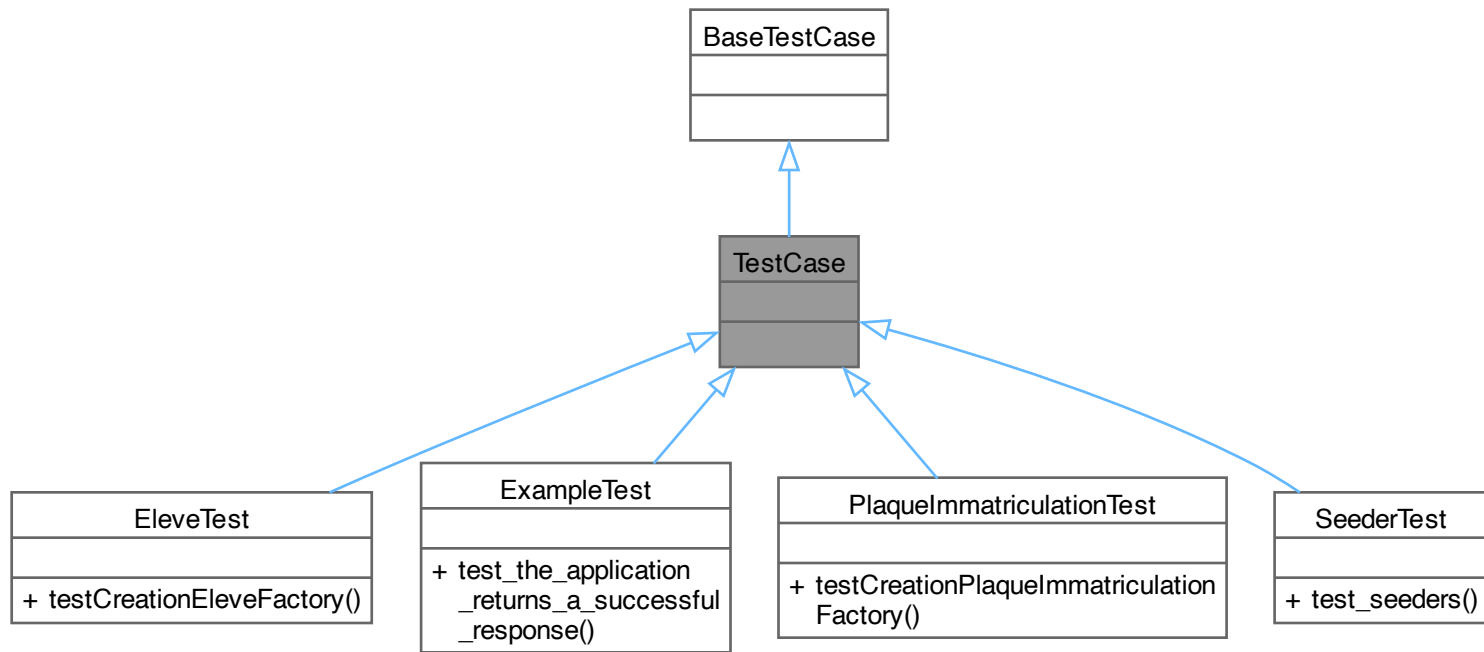 BaseTestCase
TestCase
EleveTest
+ testCreationEleveFactory()
ExampleTest
+ test_the_application
_returns_a_successful
_response()
PlaqueImmatriculationTest
+ testCreationPlaqueImmatriculation
Factory()
SeederTest
+ test_seeders()